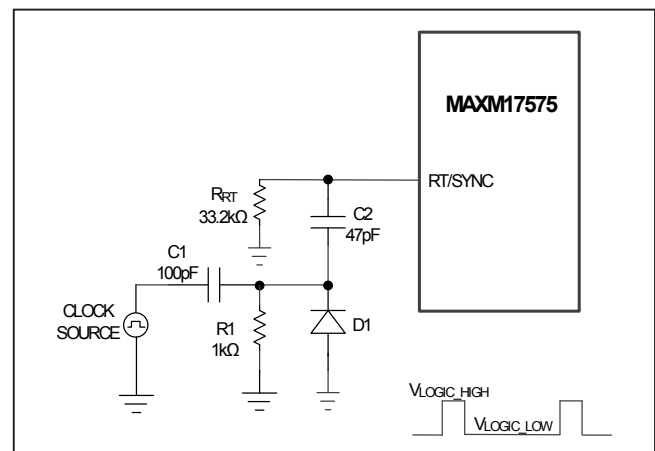 MAXM17575
RT/SYNC
RRT
33.2kΩ
C2
47pF
C1
100pF
CLOCK
SOURCE
R1
1kΩ
D1
VLOGIC_HIGH
VLOGIC_LOW